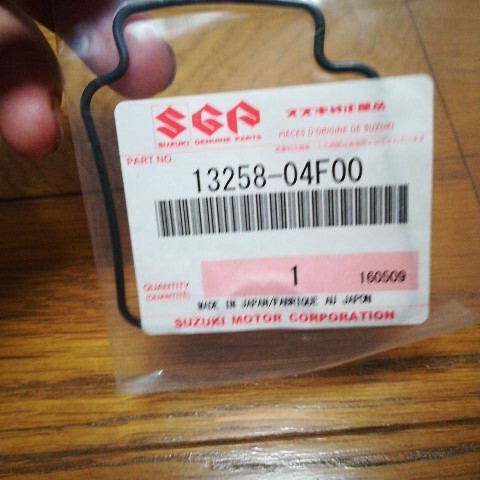 SGP
スズキ純正部品
SUZUKI GENUINE PARTS
PIÈCES D'ORIGINE DE SUZUKI
PART NO.
13258-04F00
QUANTITY
(QUANTITÉ)
1
160509
MADE IN JAPAN/FABRIQUE AU JAPON
SUZUKI MOTOR CORPORATION